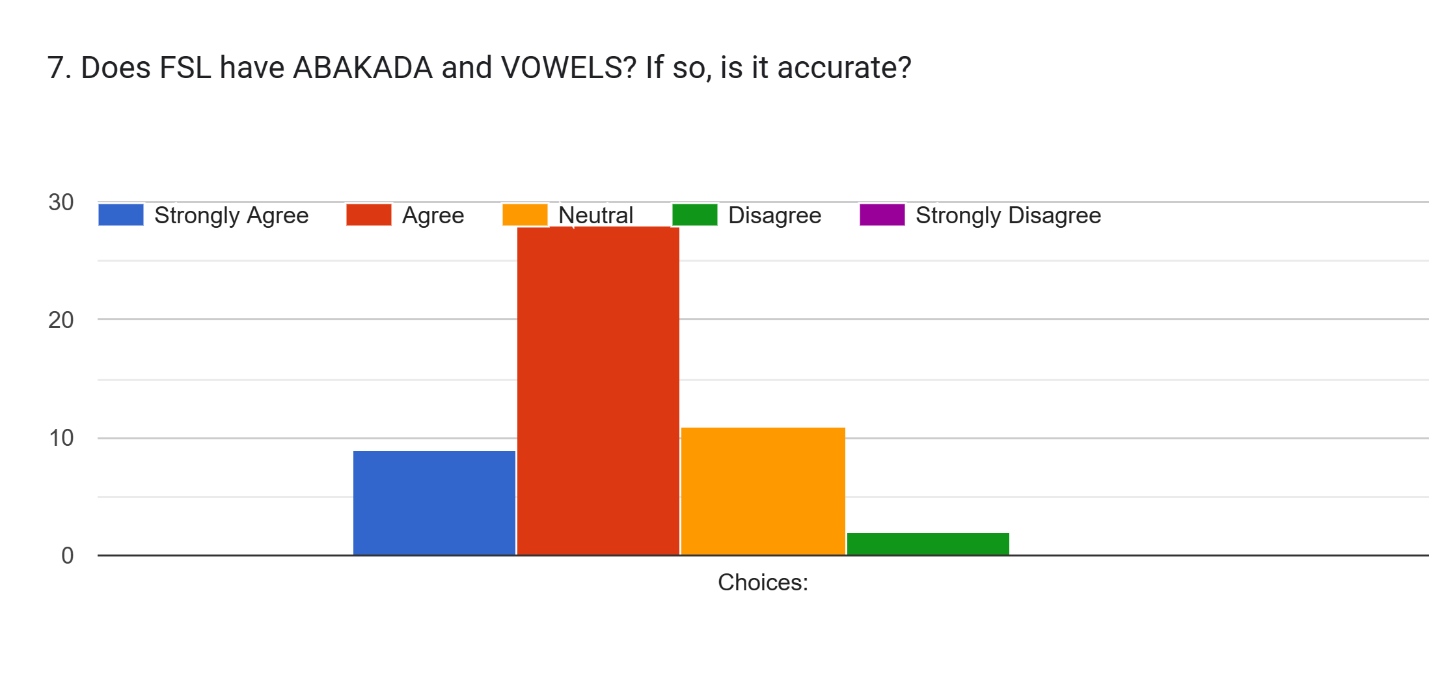 7. Does FSL have ABAKADA and VOWELS? If so, is it accurate?
30
Strongly Agree Agree Neutral Disagree Strongly Disagree
20
10
0
Choices: